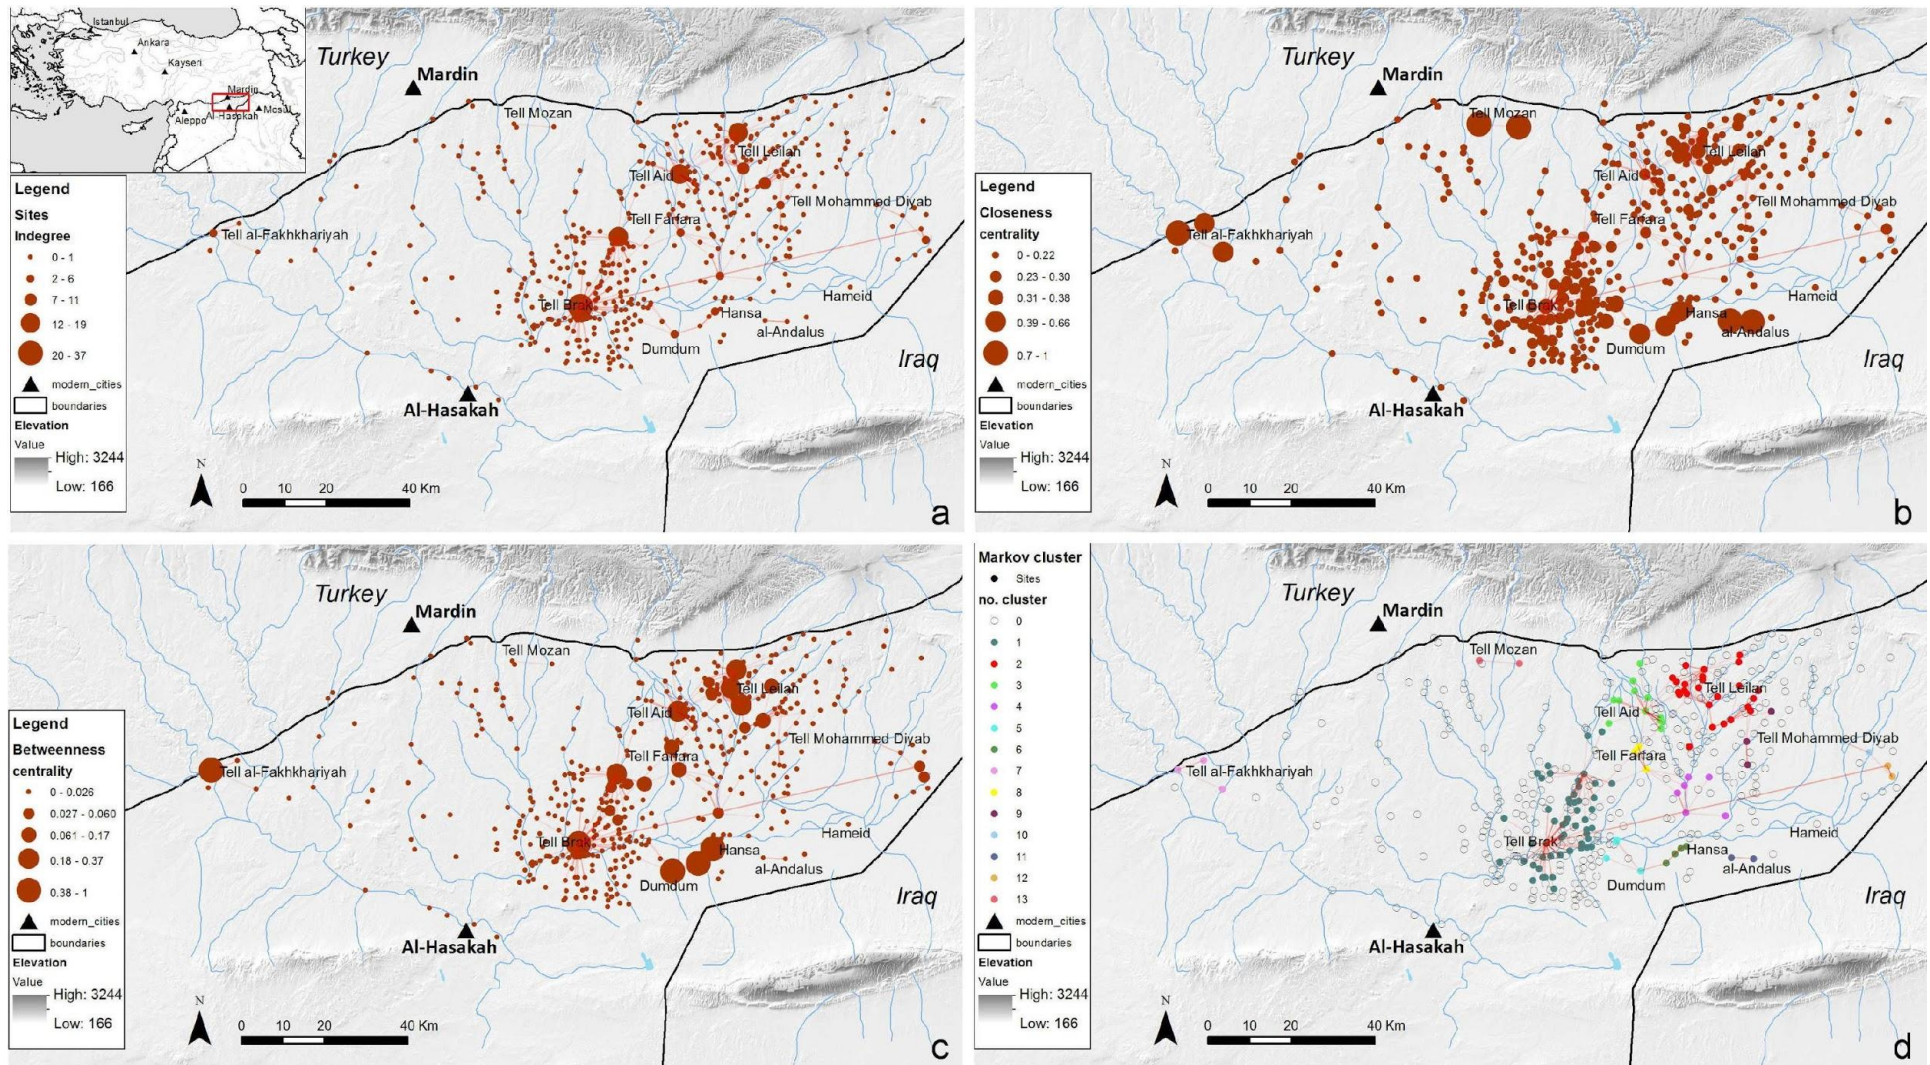 Istanbul
Ankara
Kayseri
Mardin
Mosul
Aleppo
Al-Hasakah
Turkey
Mardin
Tell Mozan
Tell Leilan
Tell Aid
Tell Mohammed Diyab
Tell Farfara
Tell al-Fakhkhariyah
Tell Brak
Hameid
Hansa
al-Andalus
Dumdum
Iraq
Al-Hasakah
Legend
Sites
Indegree
0 - 1
2 - 6
7 - 11
12 - 19
20 - 37
modern_cities
boundaries
Elevation
Value
High: 3244
Low: 166
N
0 10 20 40 Km
a
Turkey
Mardin
Tell Mozan
Tell Leilan
Tell Aid
Tell Mohammed Diyab
Tell Farfara
Tell al-Fakhkhariyah
Tell Brak
Hameid
Hansa
al-Andalus
Dumdum
Iraq
Al-Hasakah
Legend
Closeness
centrality
0 - 0.22
0.23 - 0.30
0.31 - 0.38
0.39 - 0.66
0.7 - 1
modern_cities
boundaries
Elevation
Value
High: 3244
Low: 166
N
0 10 20 40 Km
b
Turkey
Mardin
Tell Mozan
Tell Leilan
Tell Aid
Tell Mohammed Diyab
Tell Farfara
Tell al-Fakhkhariyah
Tell Brak
Hameid
Hansa
al-Andalus
Dumdum
Iraq
Al-Hasakah
Legend
Betweenness
centrality
0 - 0.026
0.027 - 0.060
0.061 - 0.17
0.18 - 0.37
0.38 - 1
modern_cities
boundaries
Elevation
Value
High: 3244
Low: 166
N
0 10 20 40 Km
c
Turkey
Mardin
Tell Mozan
Tell Leilan
Tell Aid
Tell Mohammed Diyab
Tell Farfara
Tell al-Fakhkhariyah
Tell Brak
Hameid
Hansa
al-Andalus
Dumdum
Iraq
Al-Hasakah
Markov cluster
Sites
no. cluster
0
1
2
3
4
5
6
7
8
9
10
11
12
13
modern_cities
boundaries
Elevation
Value
High: 3244
Low: 166
N
0 10 20 40 Km
d